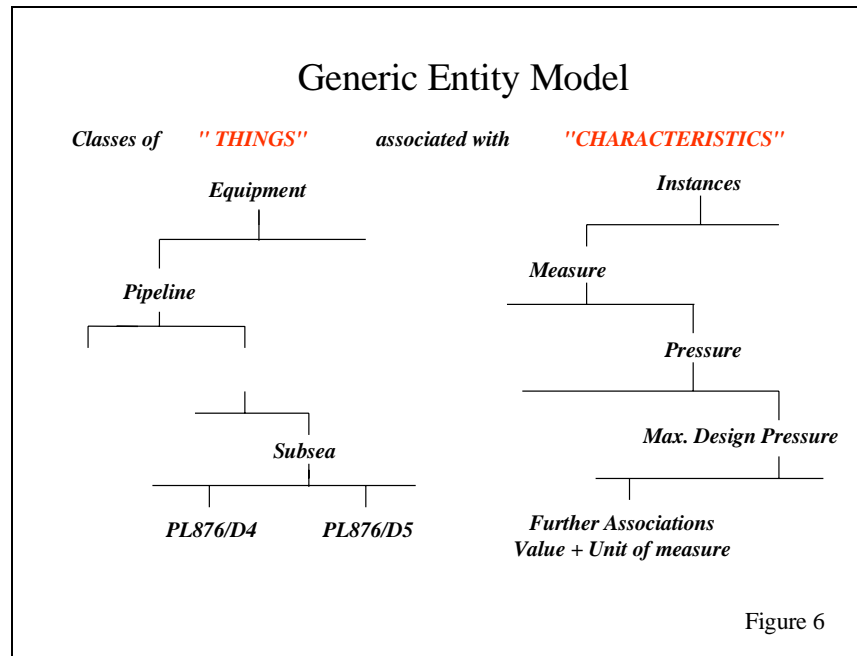 Generic Entity Model
Classes of " THINGS" associated with "CHARACTERISTICS"
Equipment
Pipeline
Subsea
PL876/D4 PL876/D5
Instances
Measure
Pressure
Max. Design Pressure
Further Associations
Value + Unit of measure
Figure 6